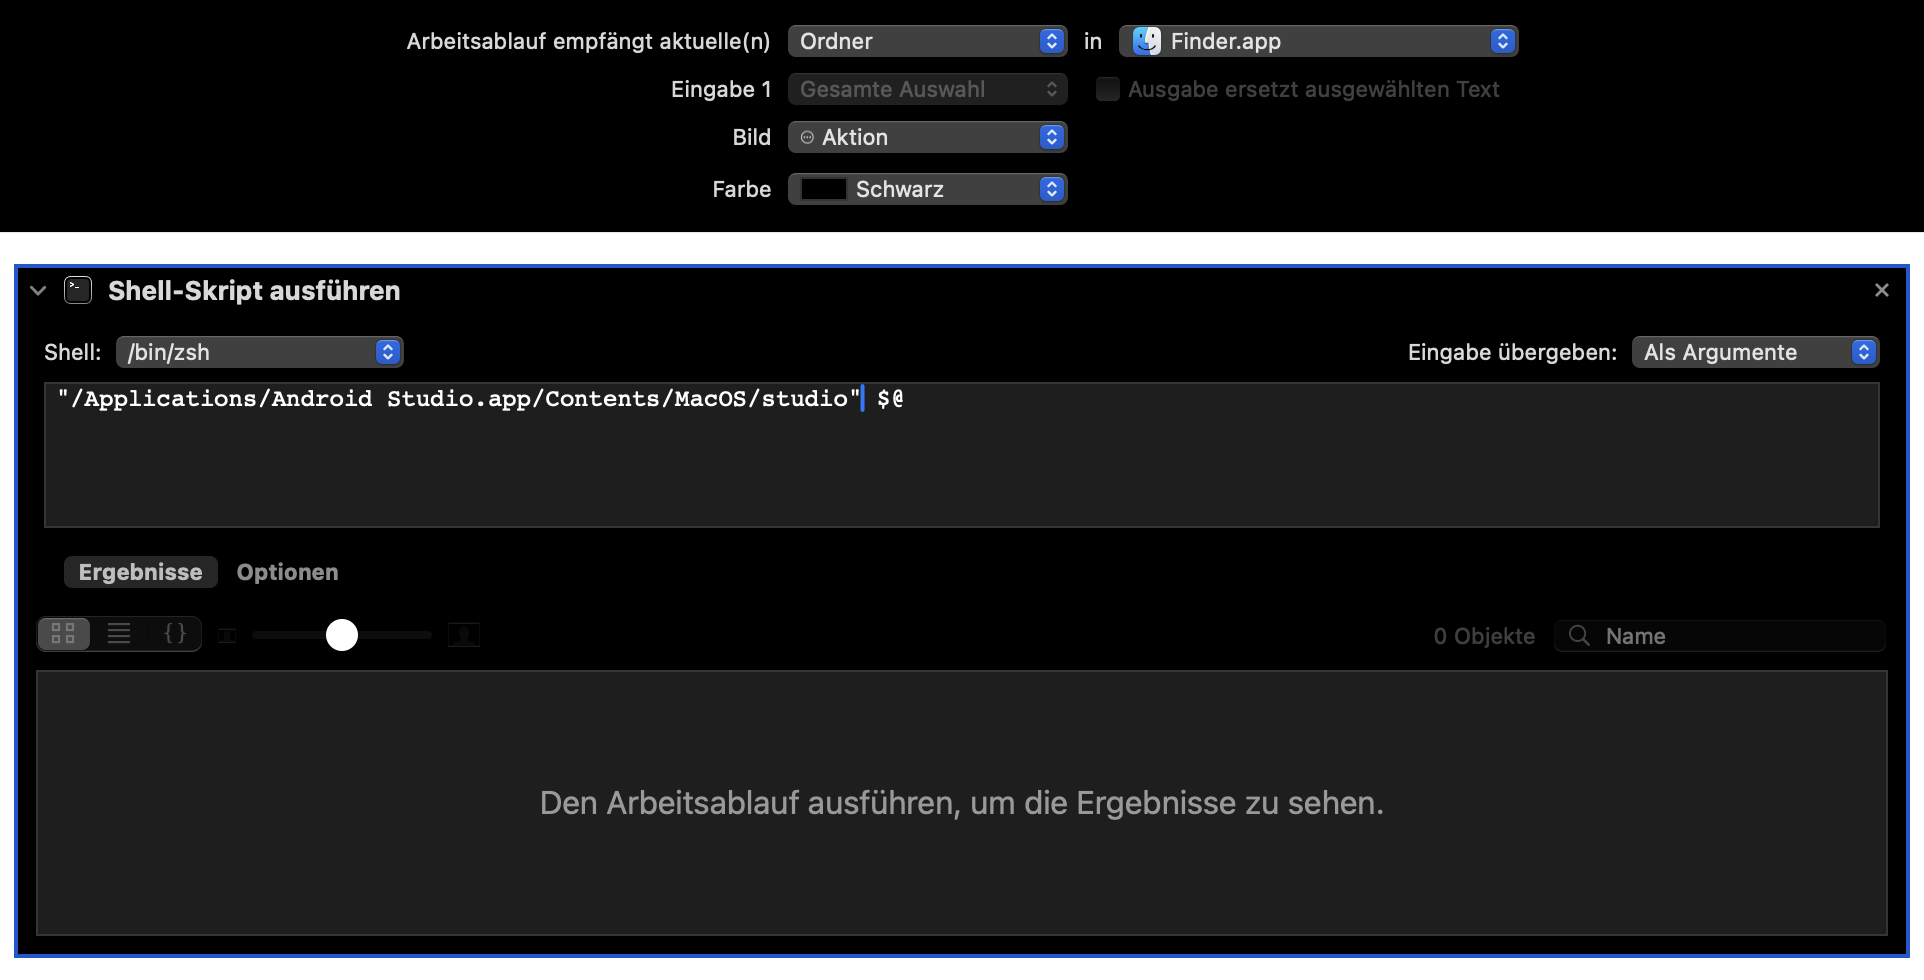 Arbeitsablauf empfängt aktuelle(n) Ordner in Finder.app
Eingabe 1 Gesamte Auswahl Ausgabe ersetzt ausgewählten Text
Bild Aktion
Farbe Schwarz
Shell-Skript ausführen
Shell: /bin/zsh Eingabe übergeben: Als Argumente
"/Applications/Android Studio.app/Contents/MacOS/studio" $@
Ergebnisse Optionen
0 Objekte Name
Den Arbeitsablauf ausführen, um die Ergebnisse zu sehen.